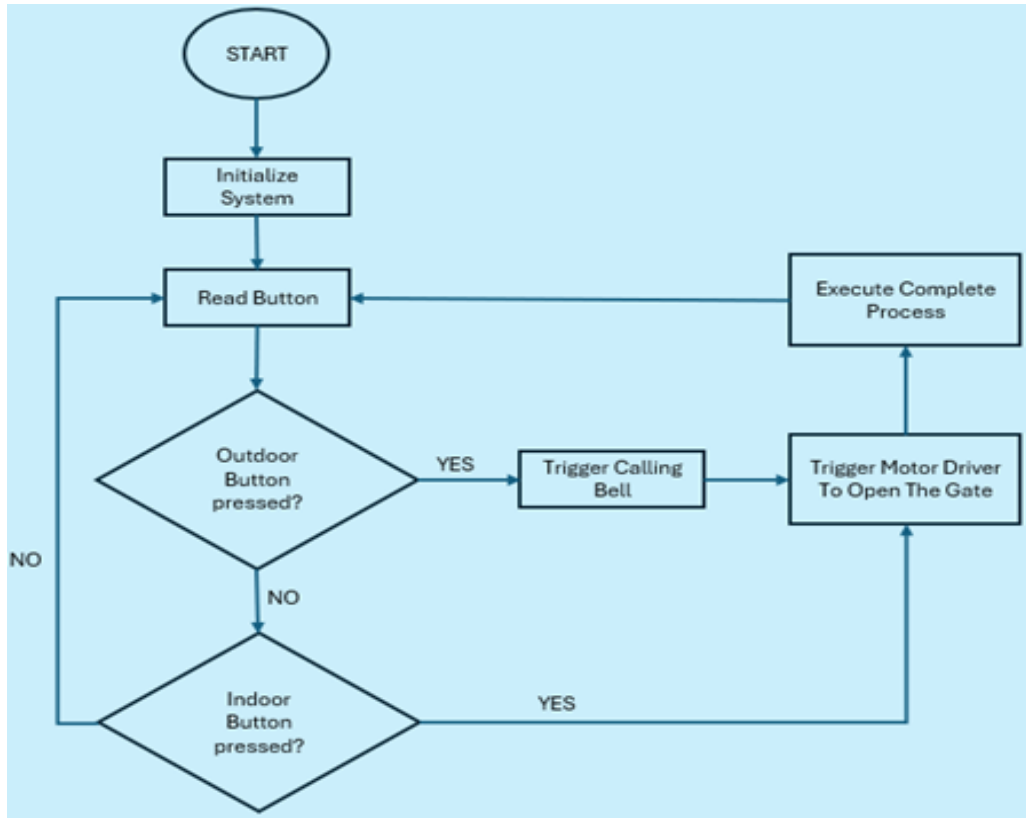 START
Initialize
System
Read Button
Execute Complete
Process
Outdoor
Button
pressed?
YES
Trigger Calling
Bell
Trigger Motor Driver
To Open The Gate
NO
NO
Indoor
Button
pressed?
YES